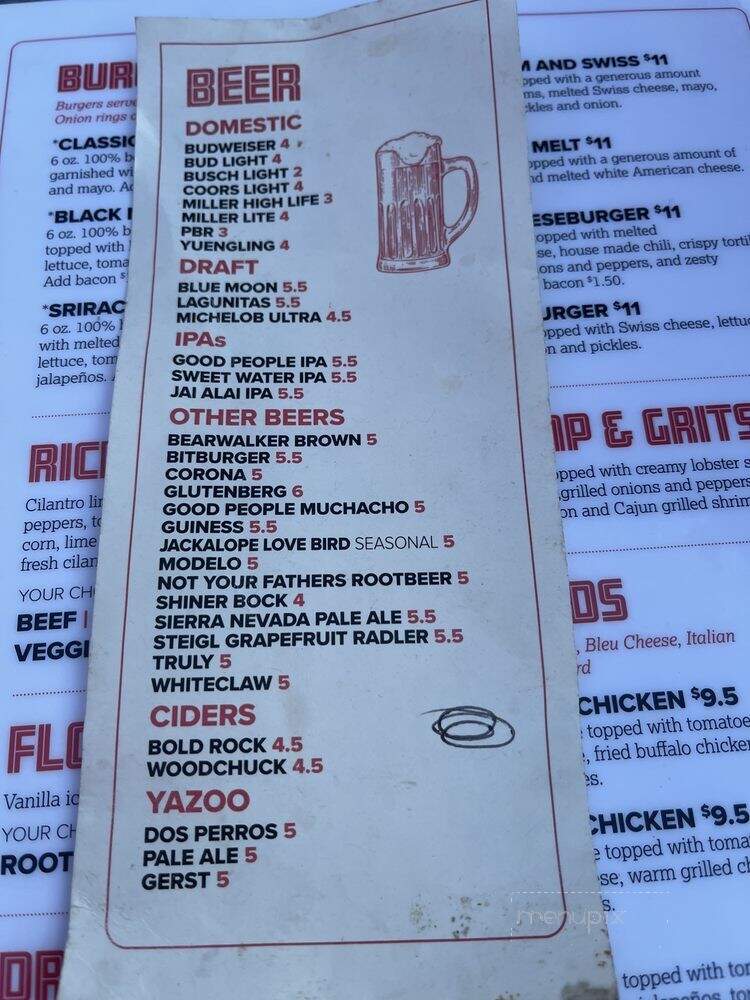 BEER
DOMESTIC
BUDWEISER 4
BUD LIGHT 4
BUSCH LIGHT 2
COORS LIGHT 4
MILLER HIGH LIFE 3
MILLER LITE 4
PBR 3
YUENGLING 4
DRAFT
BLUE MOON 5.5
LAGUNITAS 5.5
MICHELOB ULTRA 4.5
IPAs
GOOD PEOPLE IPA 5.5
SWEET WATER IPA 5.5
JAI ALAI IPA 5.5
OTHER BEERS
BEARWALKER BROWN 5
BITBURGER 5.5
CORONA 5
GLUTENBERG 6
GOOD PEOPLE MUCHACHO 5
GUINESS 5.5
JACKALOPE LOVE BIRD SEASONAL 5
MODELO 5
NOT YOUR FATHERS ROOTBEER 5
SHINER BOCK 4
SIERRA NEVADA PALE ALE 5.5
STEIGL GRAPEFRUIT RADLER 5.5
TRULY 5
WHITECLAW 5
CIDERS
BOLD ROCK 4.5
WOODCHUCK 4.5
YAZOO
DOS PERROS 5
PALE ALE 5
GERST 5
BUR
Burgers serve
Onion rings
*CLASSIC
6 oz. 100% b
garnished wi
and mayo.
*BLACK
6 oz. 100% b
topped with
lettuce, toma
Add bacon $
*SRIRAC
6 oz. 100%
with melted
lettuce, tom
jalapeños.
RIC
Cilantro li
peppers, to
corn, lime
fresh cilan
YOUR CH
BEEF |
VEGGI
FLO
Vanilla ic
YOUR CH
ROOT
DR
AND SWISS $11
pped with a generous amount
ms, melted Swiss cheese, mayo,
ckles and onion.
MELT $11
opped with a generous amount of
nd melted white American cheese.
ESEBURGER $11
opped with melted
se, house made chili, crispy torti
ons and peppers, and zesty
bacon $1.50.
URGER $11
pped with Swiss cheese, lettu
n and pickles.
P & GRITS
pped with creamy lobster s
grilled onions and peppers
on and Cajun grilled shrim
DS
, Bleu Cheese, Italian
rd
CHICKEN $9.5
topped with tomatoe
, fried buffalo chicke
es.
CHICKEN $9.5
e topped with toma
se, warm grilled ch
s.
topped with tor
menupix